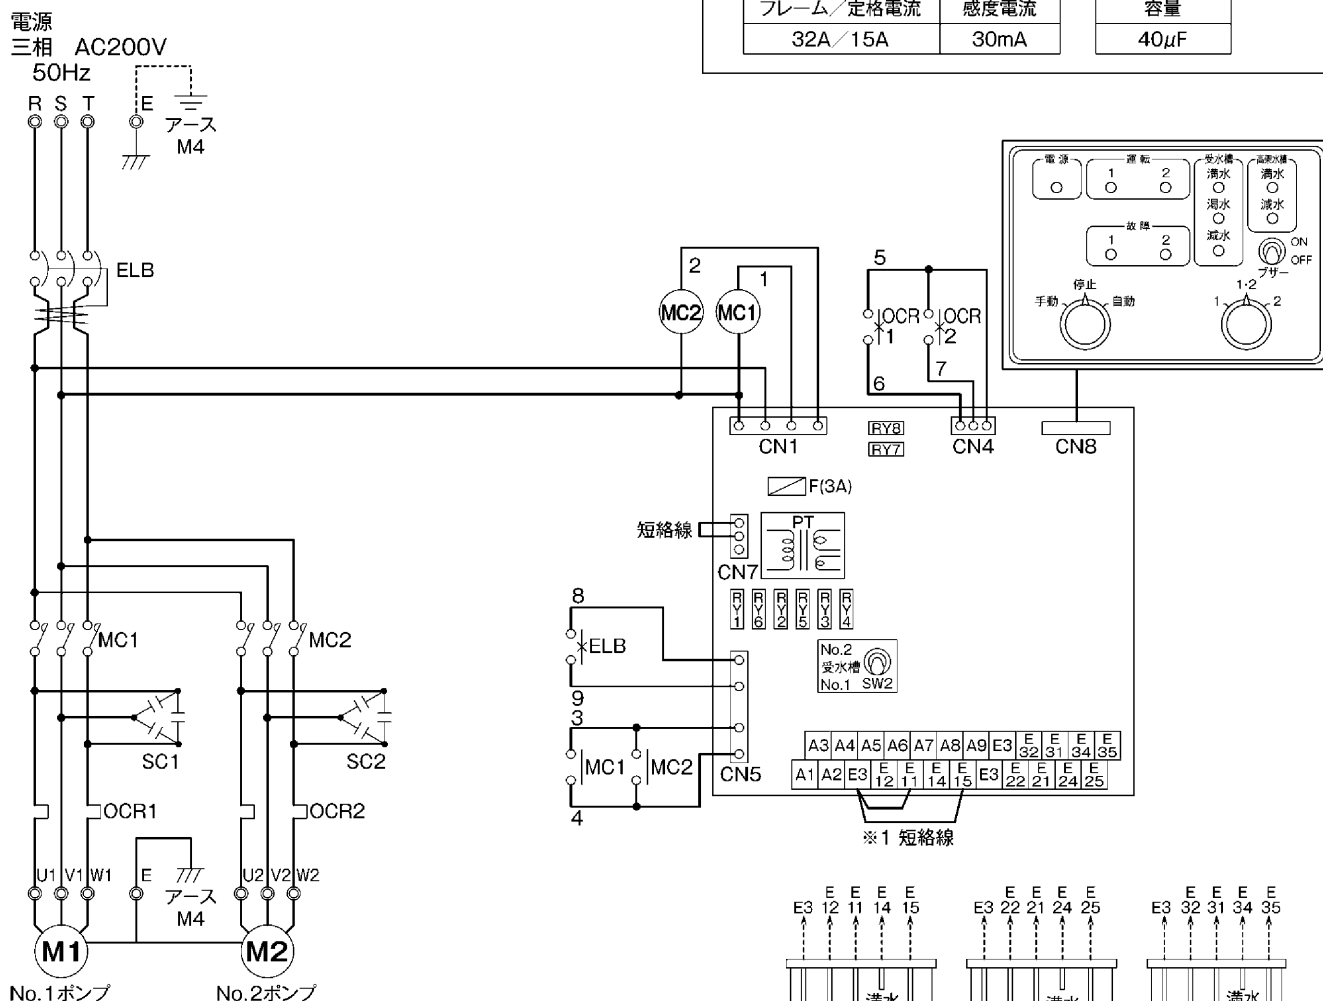 フレーム／定格電流 感度電流 容量
32A／15A 30mA 40μF
電源
三相 AC200V
50Hz
R S T E
アース
M4
ELB
MC2 MC1
2
1
5
OCR
1
OCR
2
6
7
電源
運転
1 2
故障
1 2
受水槽
満水
渇水
減水
高架水槽
満水
減水
ON
OFF
ブザー
停止
手動 自動
1·2
1 2
CN1
RY8
RY7
CN4
CN8
F(3A)
短絡線
PT
CN7
RY1 RY6 RY2 RY5 RY3 RY4
8
ELB
9
No.2
受水槽
No.1 SW2
3
MC1 MC2
4
CN5
A3 A4 A5 A6 A7 A8 A9 E3 E32 E31 E34 E35
A1 A2 E3 E12 E11 E14 E15 E3 E22 E21 E24 E25
※1 短絡線
MC1 MC2
SC1 SC2
OCR1 OCR2
U1 V1 W1 E U2 V2 W2
アース
M4
M1 M2
No.1ポンプ No.2ポンプ
E3 E12 E11 E14 E15
E3 E22 E21 E24 E25
E3 E32 E31 E34 E35
満水 満水 満水